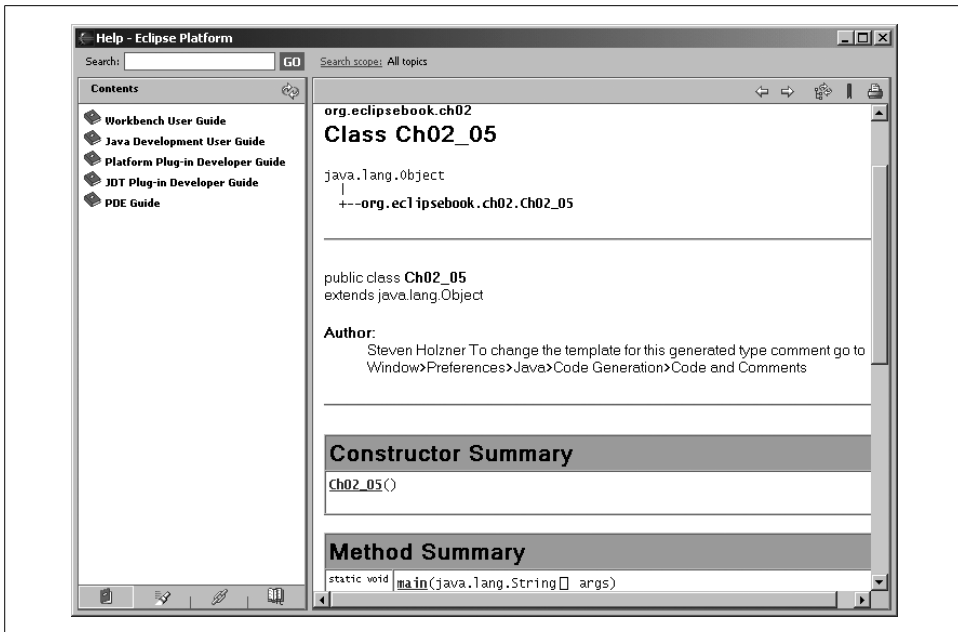 Help - Eclipse Platform
Search:
GO
Search scope: All topics
Contents
Workbench User Guide
Java Development User Guide
Platform Plug-in Developer Guide
JDT Plug-in Developer Guide
PDE Guide
org.eclipsebook.ch02
Class Ch02_05
java.lang.Object
|
+--org.eclipsebook.ch02.Ch02_05
public class Ch02_05
extends java.lang.Object
Author:
Steven Holzner To change the template for this generated type comment go to
Window>Preferences>Java>Code Generation>Code and Comments
Constructor Summary
Ch02_05()
Method Summary
static void main(java.lang.String[] args)